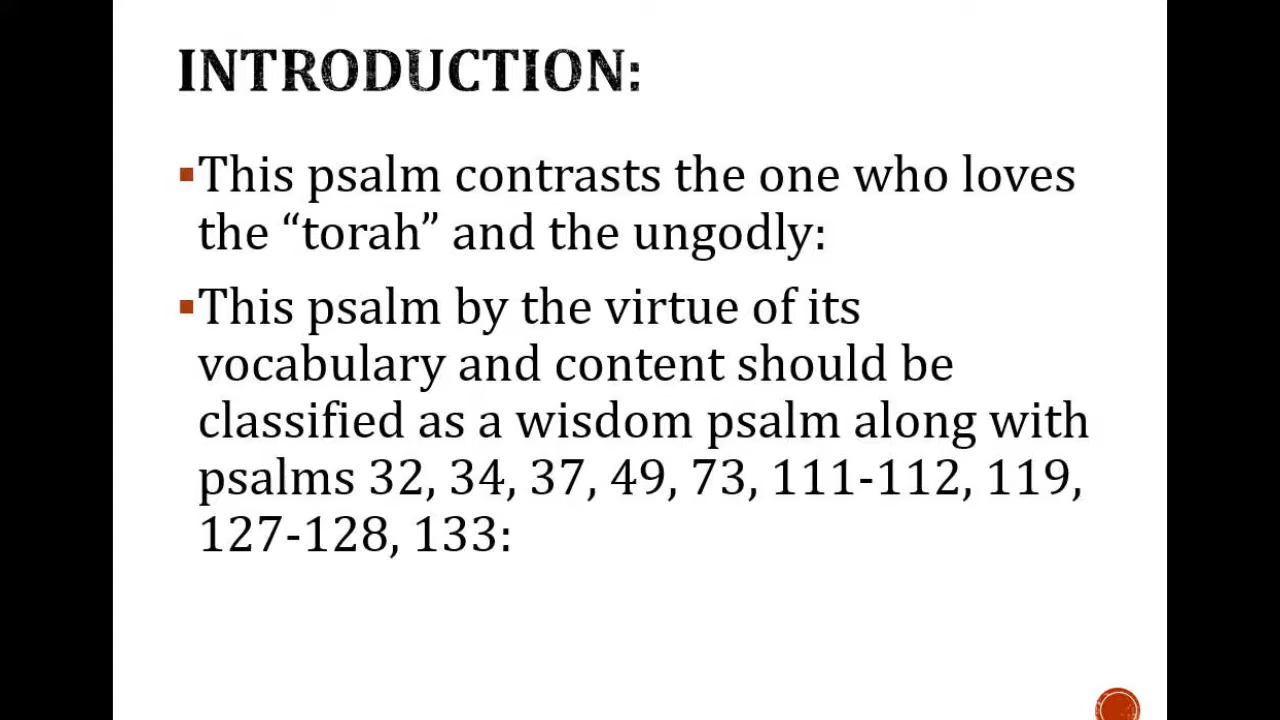 INTRODUCTION:
▪This psalm contrasts the one who loves
the “torah” and the ungodly:
▪This psalm by the virtue of its
vocabulary and content should be
classified as a wisdom psalm along with
psalms 32, 34, 37, 49, 73, 111-112, 119,
127-128, 133: